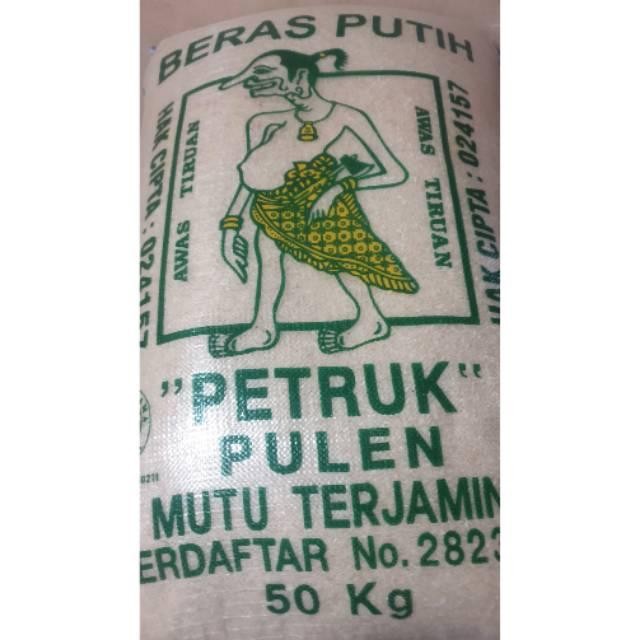 BERAS PUTIH
HAK CIPTA : 024157
AWAS TIRUAN
AWAS TIRUAN
HAK CIPTA : 024157
"PETRUK"
PULEN
MUTU TERJAMIN
ERDAFTAR No. 2823
50 Kg